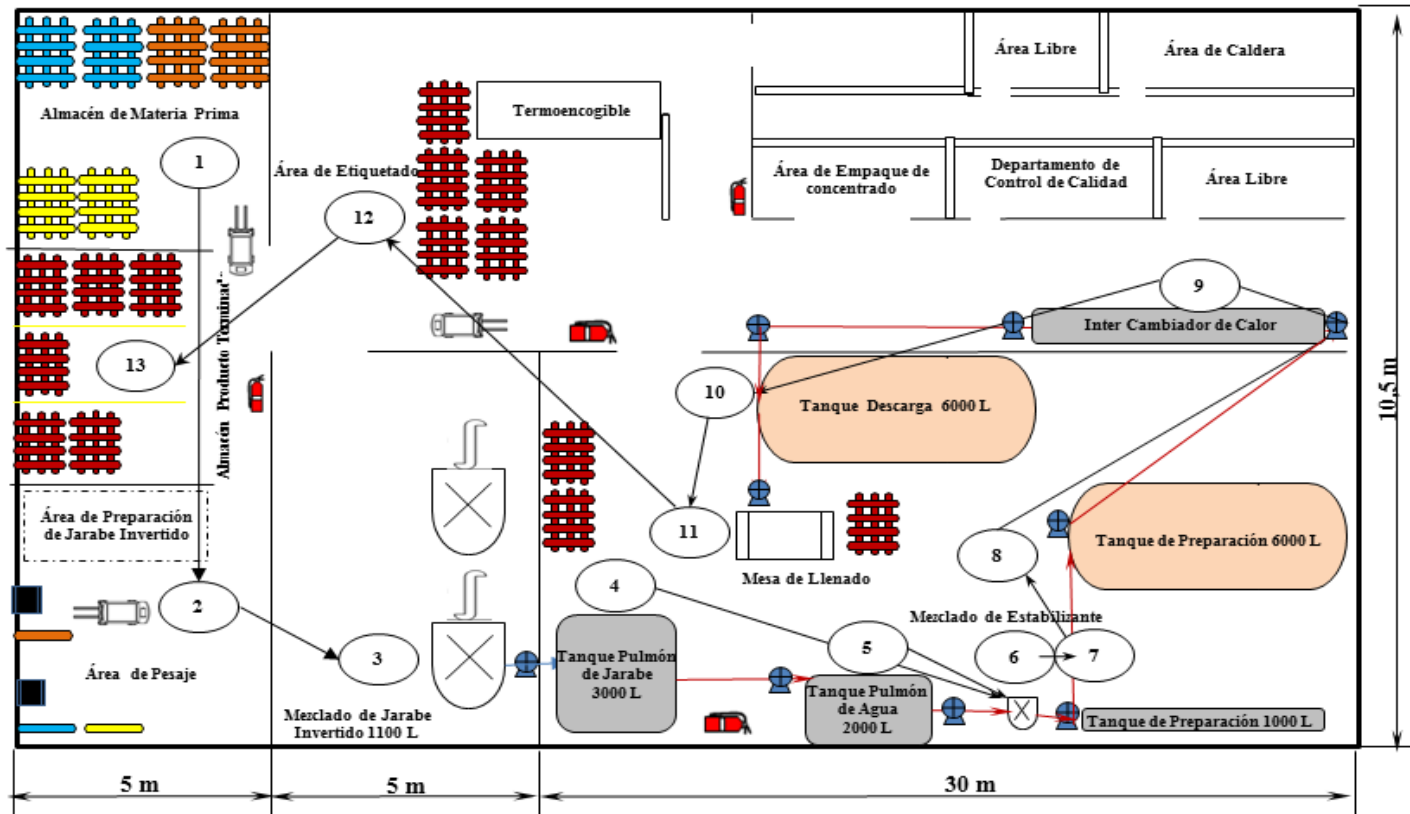 Área Libre
Área de Caldera
Almacén de Materia Prima
Termoencogible
1
Área de Etiquetado
Área de Empaque de
concentrado
Departamento de
Control de Calidad
Área Libre
12
9
Inter Cambiador de Calor
13
Almacén Producto Terminad
10
Tanque Descarga 6000 L
10,5 m
Área de Preparación
de Jarabe Invertido
11
Mesa de Llenado
8
Tanque de Preparación 6000 L
4
2
Mezclado de Estabilizante
3
5
6
7
Área de Pesaje
Tanque Pulmón
de Jarabe
3000 L
Tanque Pulmón
de Agua
2000 L
Mezclado de Jarabe
Invertido 1100 L
Tanque de Preparación 1000 L
5 m
5 m
30 m